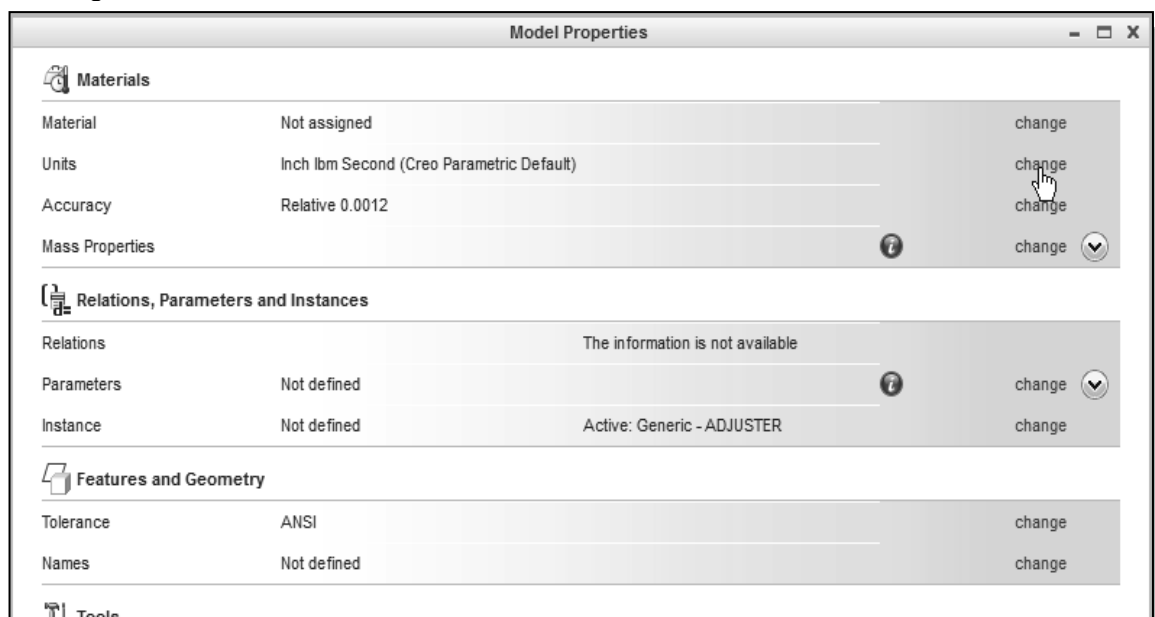 Model Properties
Materials
Material Not assigned change
Units Inch lbm Second (Creo Parametric Default) change
Accuracy Relative 0.0012 change
Mass Properties change
Relations, Parameters and Instances
Relations The information is not available
Parameters Not defined change
Instance Not defined Active: Generic - ADJUSTER change
Features and Geometry
Tolerance ANSI change
Names Not defined change
Tools